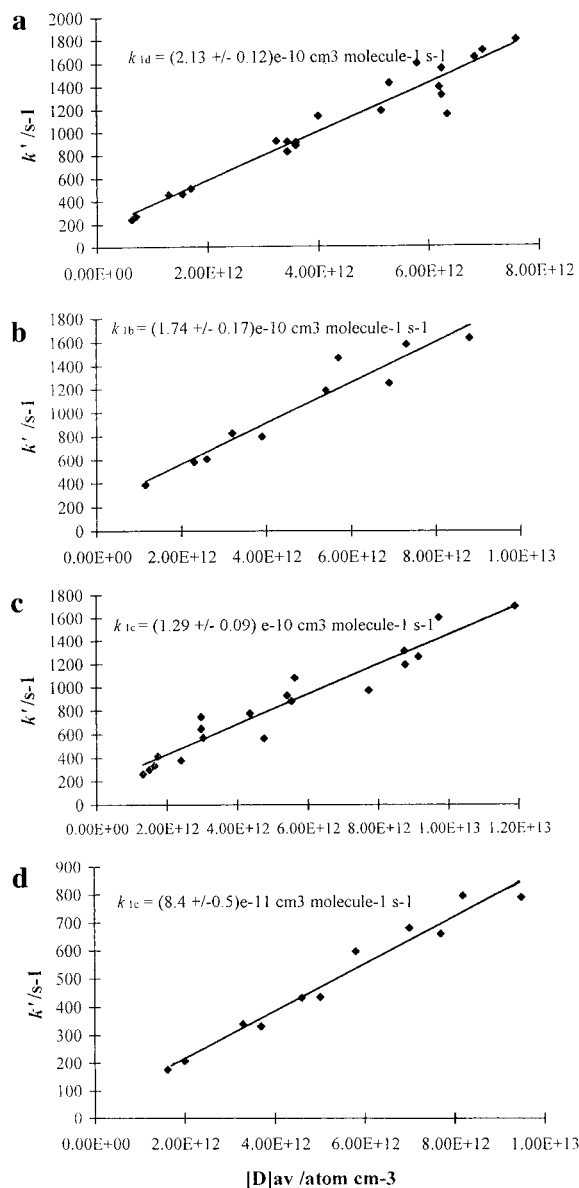 a
2000
1800
1600
1400
1200
1000
800
600
400
200
0
k'/s-1
k 1d = (2.13 +/- 0.12)e-10 cm3 molecule-1 s-1
0.00E+00 2.00E+12 4.00E+12 6.00E+12 8.00E+12
b
1800
1600
1400
1200
1000
800
600
400
200
0
k'/s-1
k 1b = (1.74 +/- 0.17)e-10 cm3 molecule-1 s-1
0.00E+00 2.00E+12 4.00E+12 6.00E+12 8.00E+12 1.00E+13
c
1800
1600
1400
1200
1000
800
600
400
200
0
k'/s-1
k 1c = (1.29 +/- 0.09) e-10 cm3 molecule-1 s-1
0.00E+00 2.00E+12 4.00E+12 6.00E+12 8.00E+12 1.00E+13 1.20E+13
d
900
800
700
600
500
400
300
200
100
0
k'/s-1
k 1c = (8.4 +/-0.5)e-11 cm3 molecule-1 s-1
0.00E+00 2.00E+12 4.00E+12 6.00E+12 8.00E+12 1.00E+13
[D]av /atom cm-3